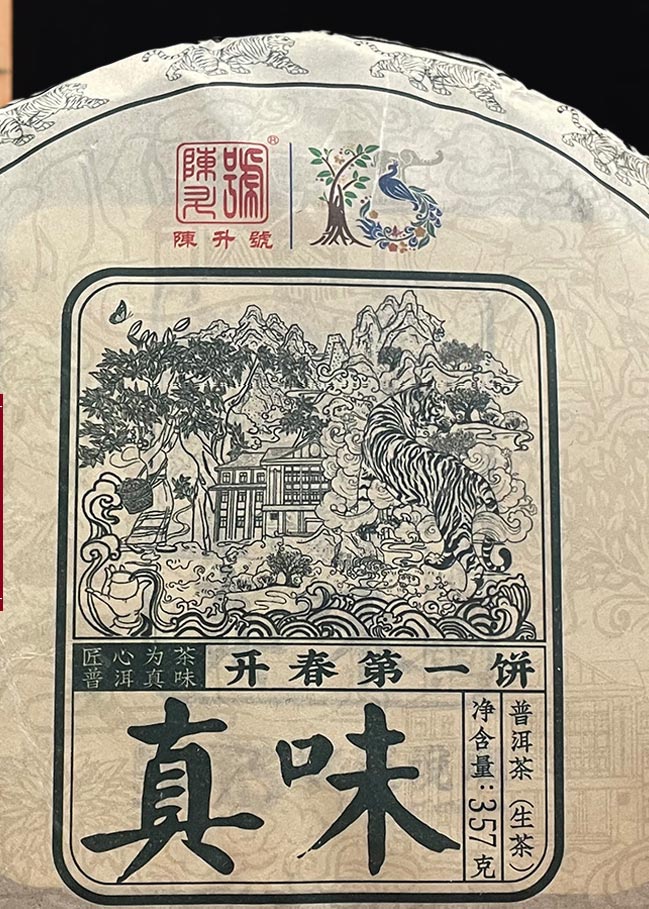 陳升號
®
陳升號
匠心为茶
普洱真味
开春第一饼
真味
净含量:357克
普洱茶（生茶）